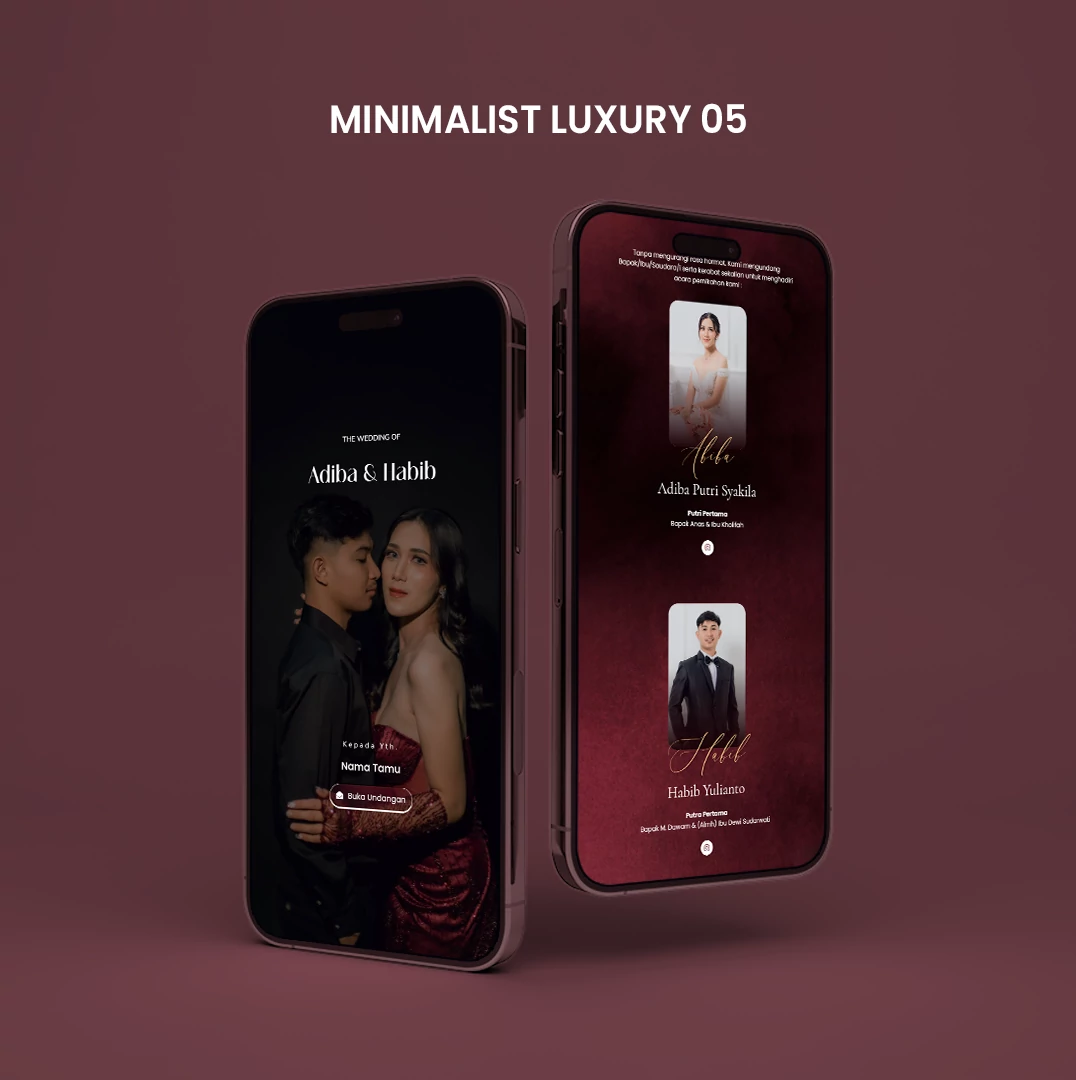 MINIMALIST LUXURY 05
THE WEDDING OF
Adiba & Habib
Kepada Yth.
Nama Tamu
Buka Undangan
Tanpa mengurangi rasa hormat. Kami mengundang
Bapak/Ibu/Saudara/i serta kerabat sekalian untuk menghadiri
acara pernikahan kami :
Abiba
Adiba Putri Syakila
Putri Pertama
Bapak Anas & Ibu Kholifah
Habib
Habib Yulianto
Putra Pertama
Bapak M. Dawam & (Almh) Ibu Dewi Sudarwati